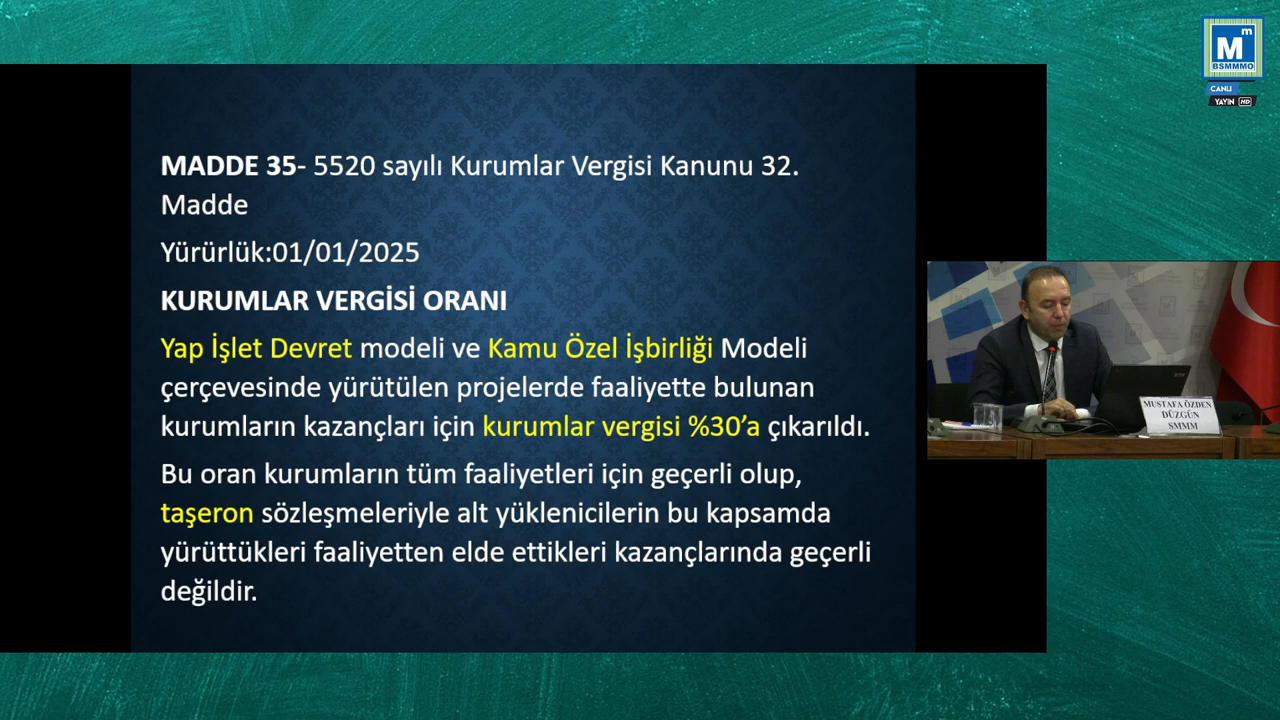 MADDE 35- 5520 sayılı Kurumlar Vergisi Kanunu 32.
Madde
Yürürlük:01/01/2025
KURUMLAR VERGİSİ ORANI
Yap İşlet Devret modeli ve Kamu Özel İşbirliği Modeli
çerçevesinde yürütülen projelerde faaliyette bulunan
kurumların kazançları için kurumlar vergisi %30’a çıkarıldı.
Bu oran kurumların tüm faaliyetleri için geçerli olup,
taşeron sözleşmeleriyle alt yüklenicilerin bu kapsamda
yürüttükleri faaliyetten elde ettikleri kazançlarında geçerli
değildir.
Mm
BSMMMO
CANLI
YAYIN HD
MUSTAFA ÖZDEN
DÜZGÜN
SMMM